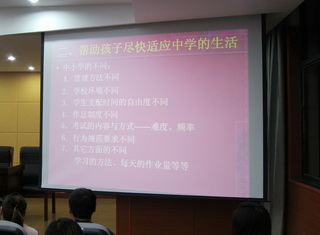 二、帮助孩子尽快适应中学的生活
中小学的不同：
1、管理方法不同
2、学校环境不同
3、学生支配时间的自由度不同
4、作息制度不同
5、考试的内容与方式——难度、频率
6、行为规范要求不同
7、其它方面的不同
学习的方法、每天的作业量等等